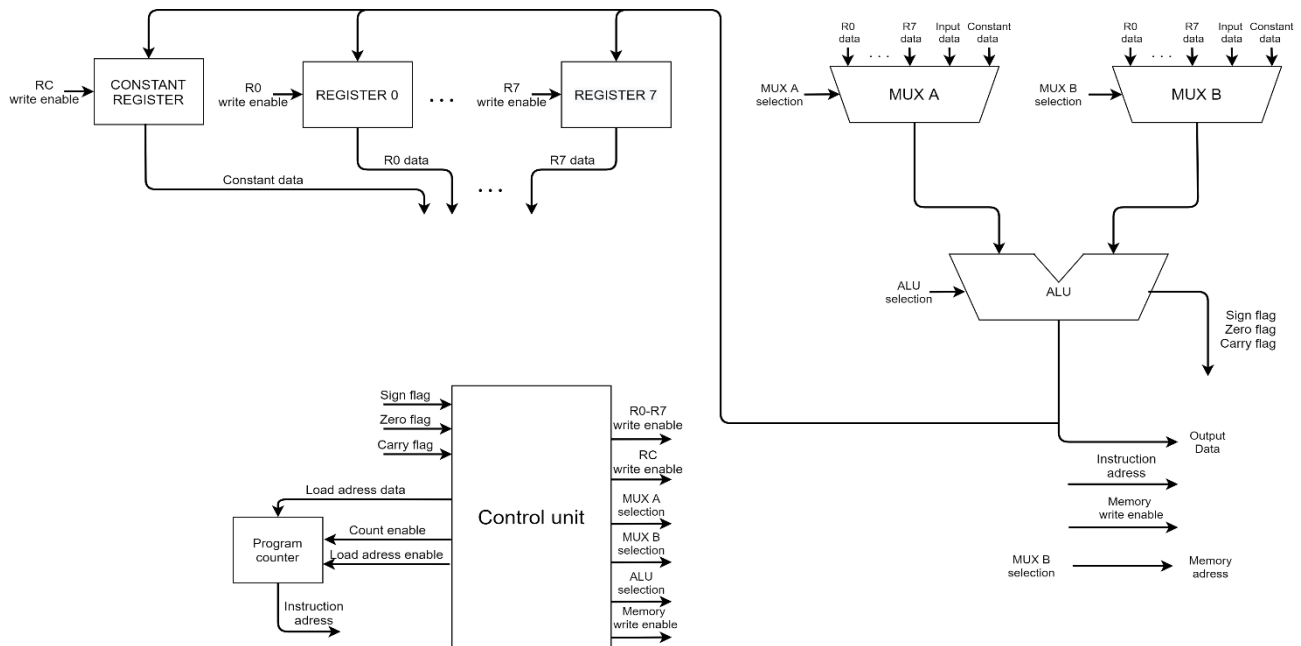 RC
write enable
CONSTANT
REGISTER
R0
write enable
REGISTER 0
. . .
R7
write enable
REGISTER 7
R0 data
R7 data
Constant data
. . .
R0
data
. . .
R7
data
Input
data
Constant
data
MUX A
selection
MUX A
R0
data
. . .
R7
data
Input
data
Constant
data
MUX B
selection
MUX B
ALU
selection
ALU
Sign flag
Zero flag
Carry flag
Sign flag
Zero flag
Carry flag
Load adress data
Count enable
Load adress enable
Program
counter
Instruction
adress
Control unit
R0-R7
write enable
RC
write enable
MUX A
selection
MUX B
selection
ALU
selection
Memory
write enable
Output
Data
Instruction
adress
Memory
write enable
MUX B
selection
Memory
adress